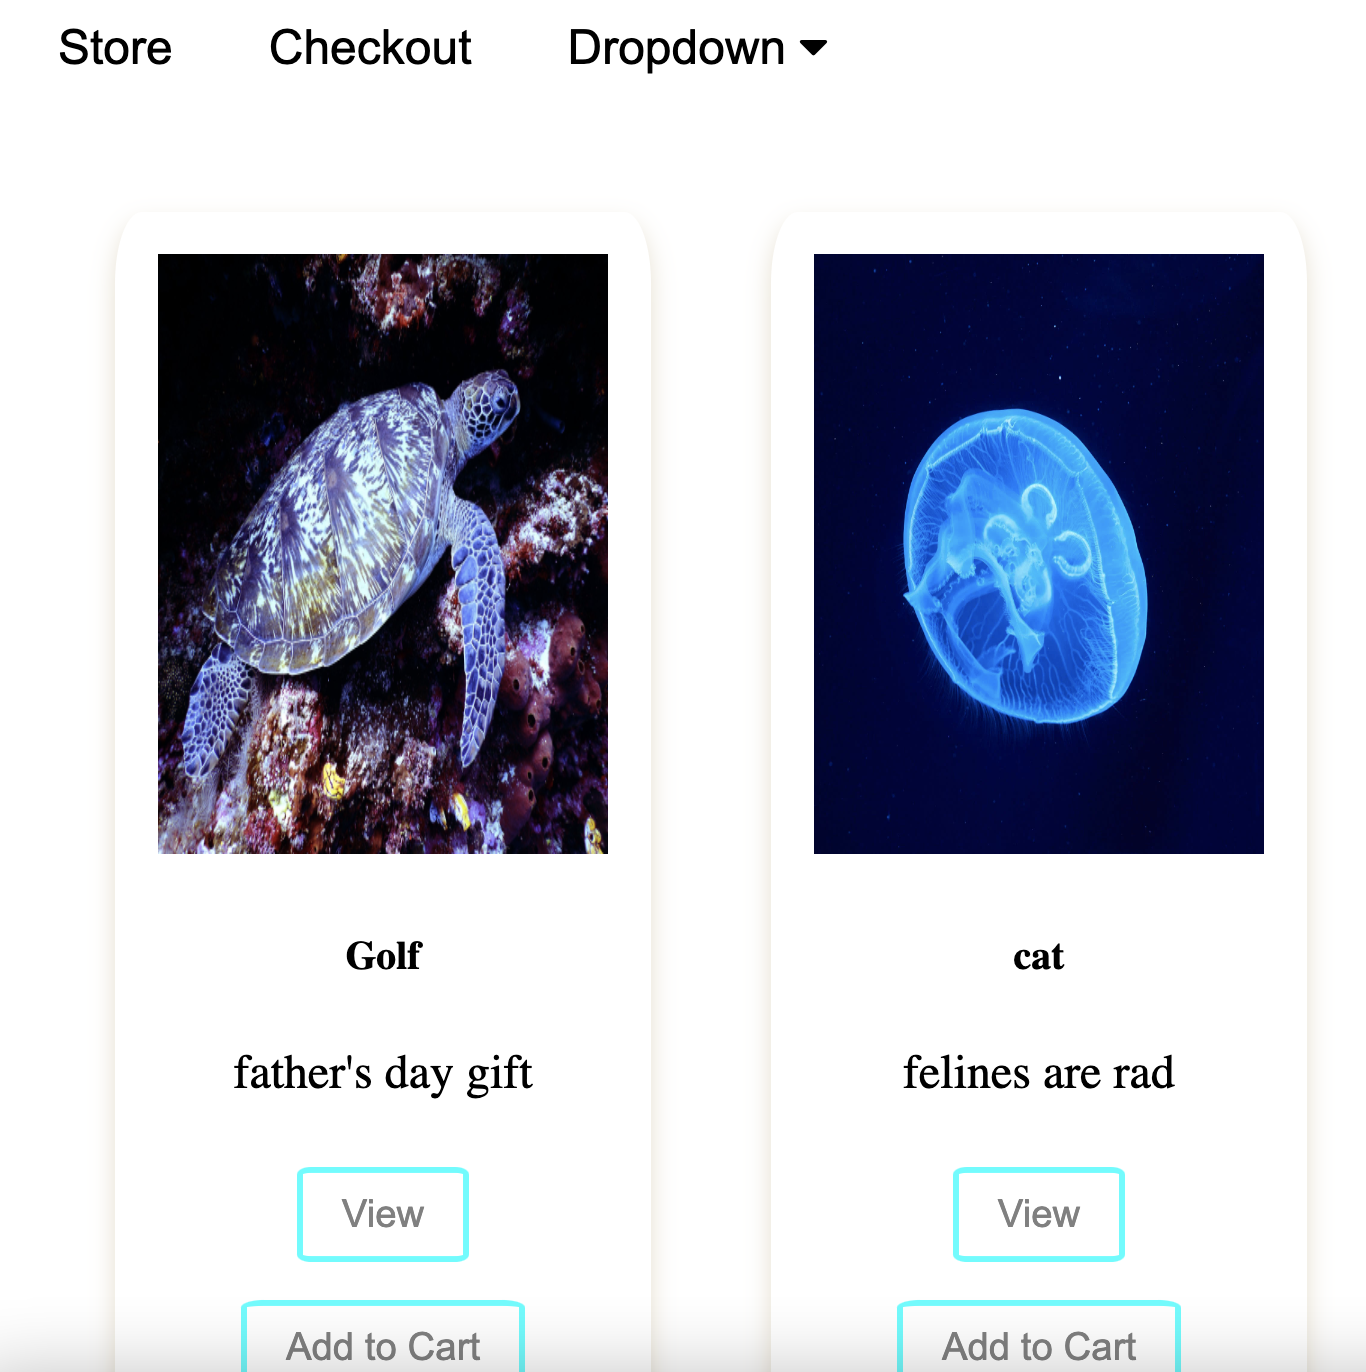 Store Checkout Dropdown
Golf
father's day gift
View
Add to Cart
cat
felines are rad
View
Add to Cart